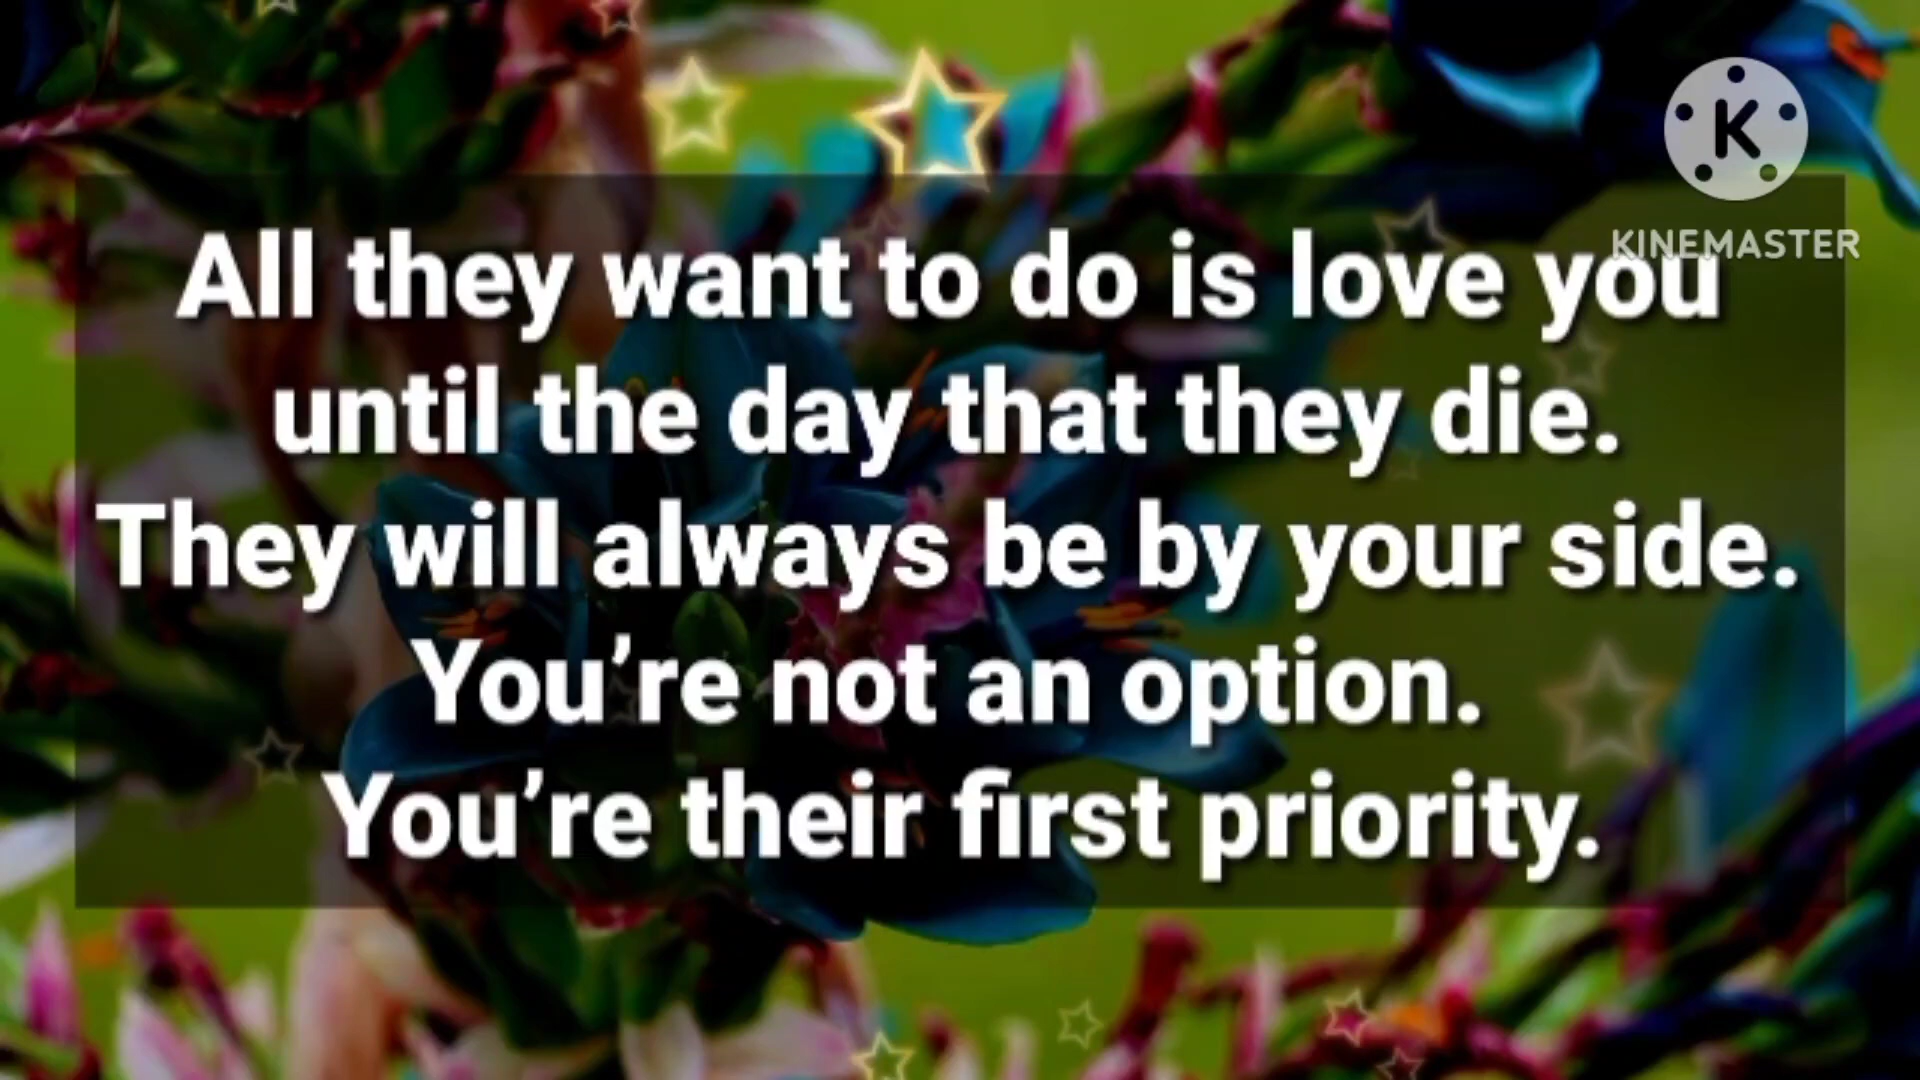 K
KINEMASTER
All they want to do is love you
until the day that they die.
They will always be by your side.
You’re not an option.
You’re their first priority.